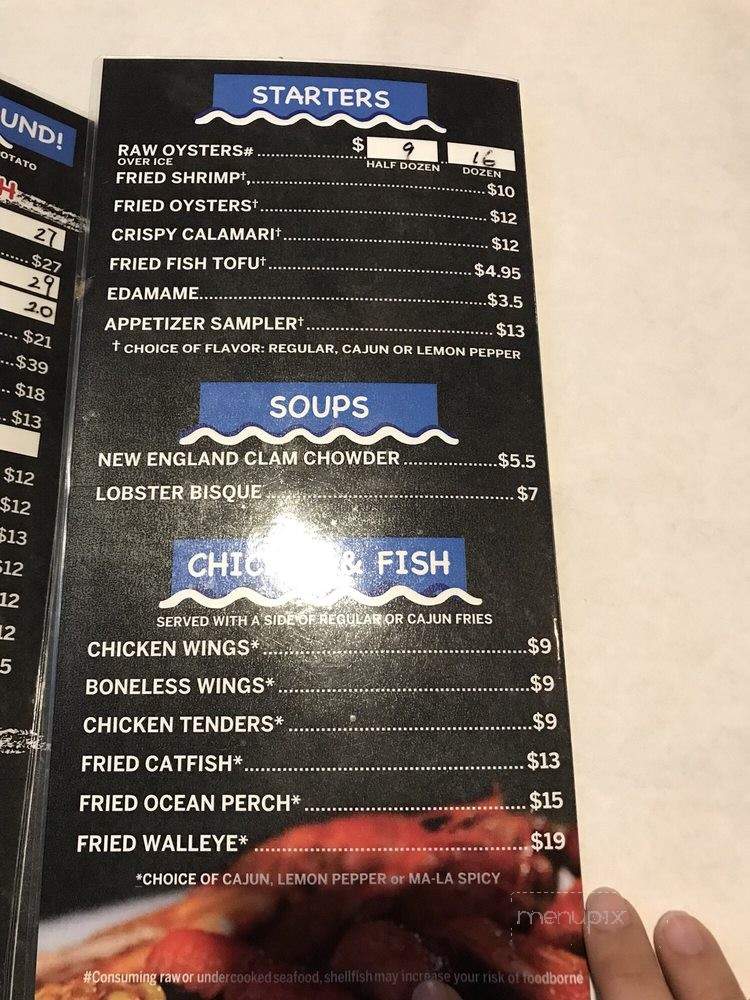 UND!
OTATO
H
27
$27
29
20
$21
$39
$18
$13
$12
$12
$13
$12
12
12
5
STARTERS
RAW OYSTERS# $ 9 16
OVER ICE HALF DOZEN DOZEN
FRIED SHRIMP† $10
FRIED OYSTERS† $12
CRISPY CALAMARI† $12
FRIED FISH TOFU† $4.95
EDAMAME $3.5
APPETIZER SAMPLER† $13
† CHOICE OF FLAVOR: REGULAR, CAJUN OR LEMON PEPPER
SOUPS
NEW ENGLAND CLAM CHOWDER $5.5
LOBSTER BISQUE $7
& FISH
SERVED WITH A SIDE OF REGULAR OR CAJUN FRIES
CHICKEN WINGS* $9
BONELESS WINGS* $9
CHICKEN TENDERS* $9
FRIED CATFISH* $13
FRIED OCEAN PERCH* $15
FRIED WALLEYE* $19
*CHOICE OF CAJUN, LEMON PEPPER or MA-LA SPICY
menupix
#Consuming raw or undercooked seafood, shellfish may increase your risk of foodborne